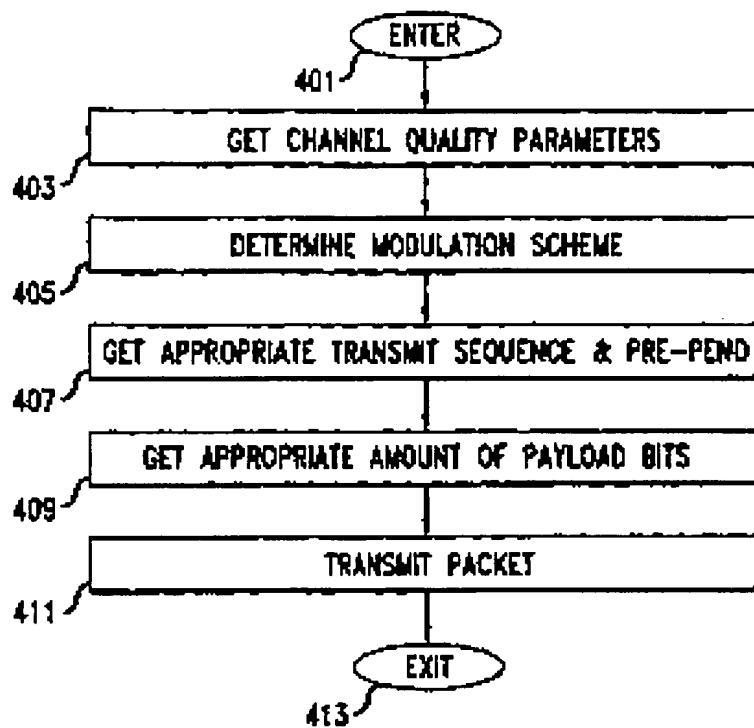 ENTER
401
GET CHANNEL QUALITY PARAMETERS
403
DETERMINE MODULATION SCHEME
405
GET APPROPRIATE TRANSMIT SEQUENCE & PRE-PEND
407
GET APPROPRIATE AMOUNT OF PAYLOAD BITS
409
TRANSMIT PACKET
411
EXIT
413